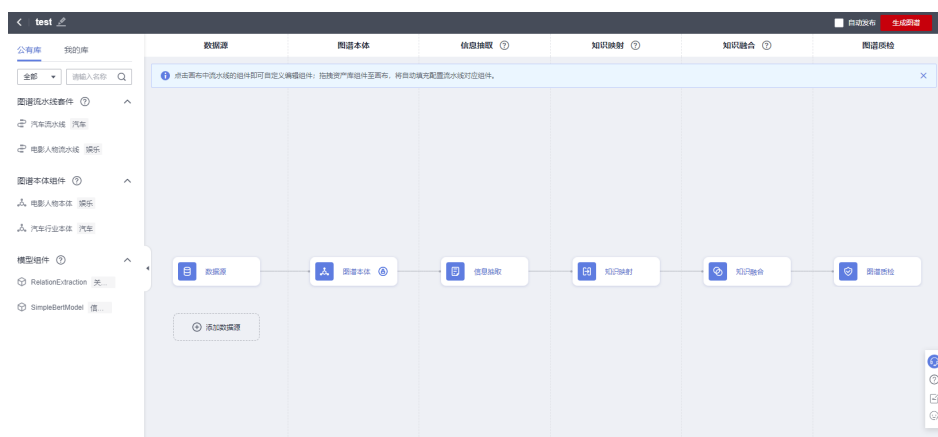 test
自动发布 生成图谱
公有库 我的库
数据源 图谱本体 信息抽取 知识映射 知识融合 图谱质检
全部 请输入名称
点击画布中流水线的组件即可自定义编辑组件；拖拽资产库组件至画布，将自动填充配置流水线对应组件。
图谱流水线套件
汽车流水线 汽车
电影人物流水线 娱乐
图谱本体组件
电影人物本体 娱乐
汽车行业本体 汽车
模型组件
RelationExtraction 关...
SimpleBertModel 信...
数据源 图谱本体 信息抽取 知识映射 知识融合 图谱质检
添加数据源